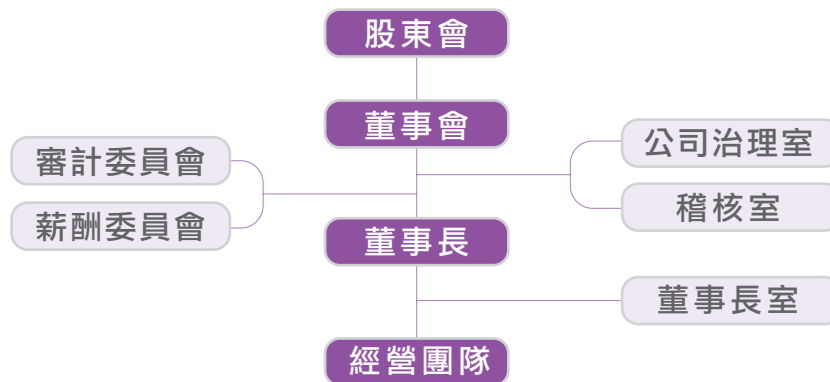 股東會
董事會
審計委員會
公司治理室
薪酬委員會
稽核室
董事長
董事長室
經營團隊